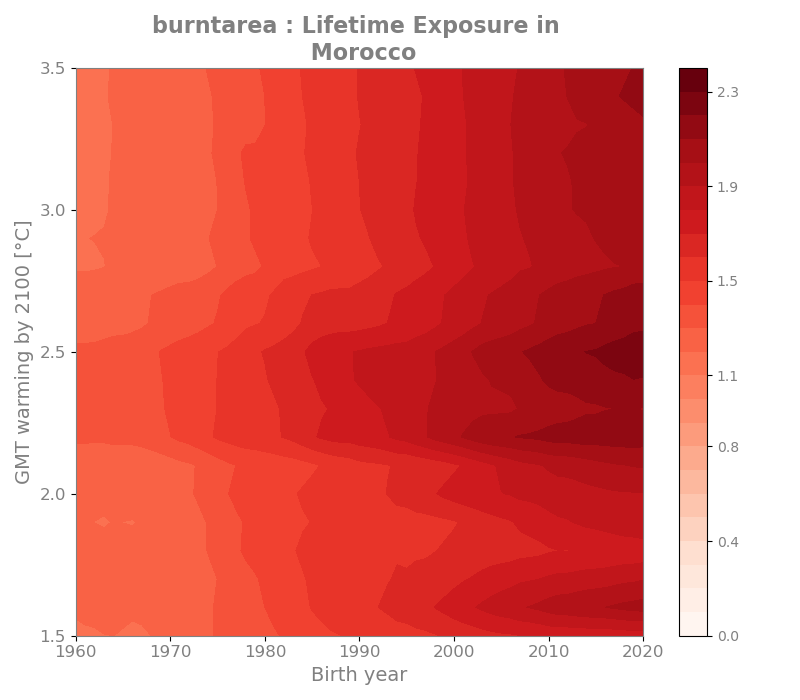 burntarea : Lifetime Exposure in
Morocco
3.5
3.0
2.5
2.0
1.5
GMT warming by 2100 [°C]
1960 1970 1980 1990 2000 2010 2020
Birth year
2.3
1.9
1.5
1.1
0.8
0.4
0.0